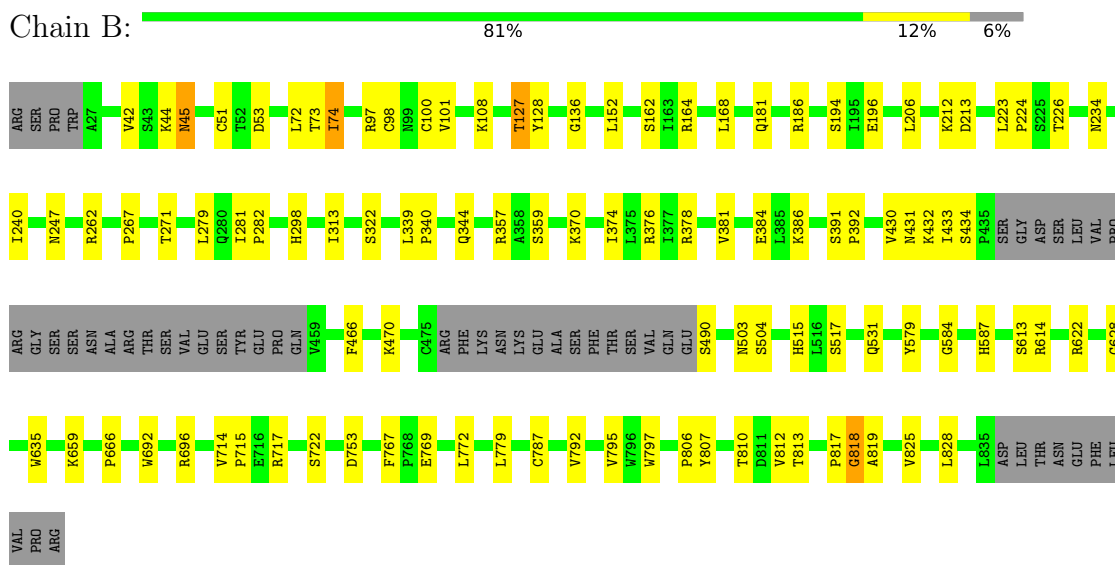 Chain B:
81% 12% 6%
ARG SER PRO TRP A27 V42 S43 K44 N45 C51 T52 D53 L72 T73 I74 R97 C98 N99 C100 V101 K108 T127 Y128 G136 L152 S162 I163 R164 L168 Q181 R186 S194 I195 E196 L206 K212 D213 L223 P224 S225 T226 N234
I240 N247 R262 P267 T271 L279 Q280 I281 P282 H298 I313 S322 L339 P340 Q344 R357 A358 S359 K370 I374 L375 R376 I377 R378 V381 E384 L385 K386 S391 P392 V430 N431 K432 I433 S434 P435 SER GLY ASP SER LEU VAL PRO
ARG GLY SER SER ASN ALA ARG THR SER VAL GLU SER TYR GLU PRO GLN V459 F466 K470 C475 ARG PHE LYS ASN LYS GLU ALA SER PHE THR SER VAL GLN GLU S490 N503 S504 H515 L516 S517 Q531 Y579 G584 H587 S613 R614 R622
W635 K659 P666 W692 R696 V714 P715 E716 R717 S722 D753 F767 P768 E769 L772 L779 C787 V792 V795 W796 W797 P806 Y807 T810 D811 V812 T813 P817 G818 A819 V825 L828 L835 ASP LEU THR ASN GLU PHE LEU
VAL PRO ARG